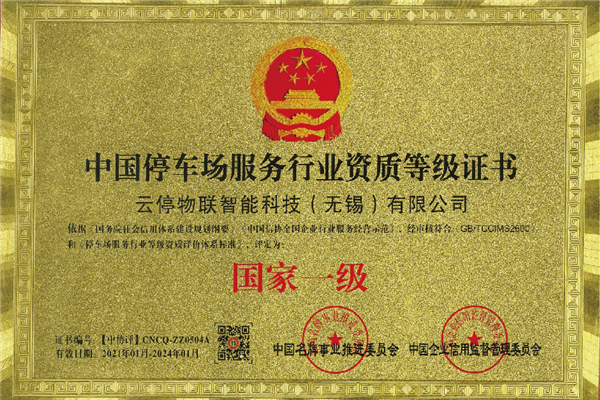 中国停车场服务行业资质等级证书
云停物联智能科技（无锡）有限公司
依据《国务院社会信用体系建设规划纲要》、《中国信协全国企业行业服务经营示范》，经审核符合《GB/TCCIMS2660》
和《停车场服务行业等级资质评价体系标准》，评定为：
国家一级
证书编号：【中协评】CNCQ-ZZ0504A
有效日期：2021年01月-2024年01月
中国名牌事业推进委员会
中国企业信用监督管理委员会